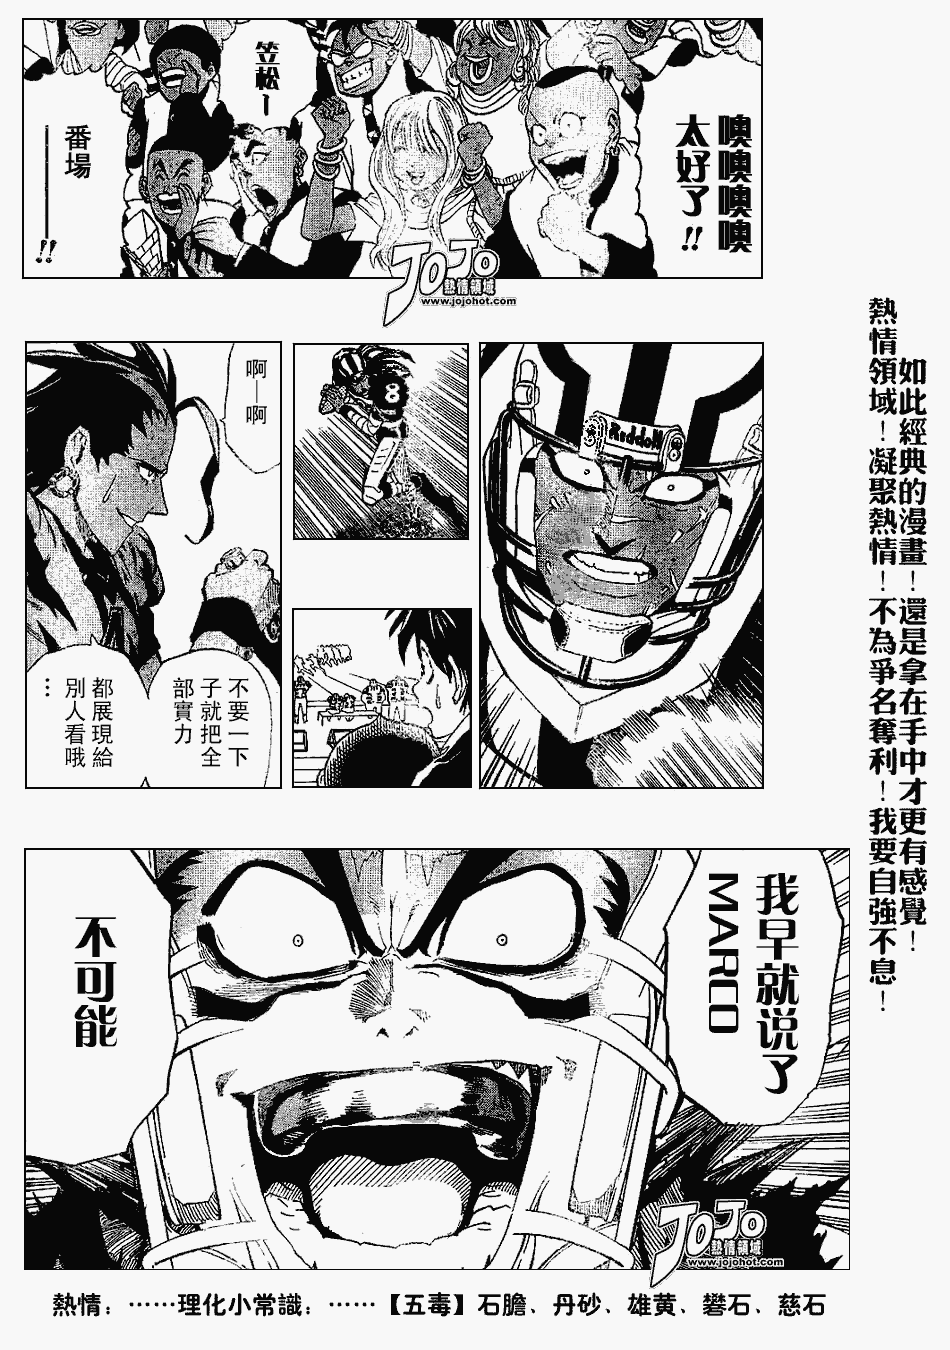 噢噢噢噢
太好了!!
笠松ー
番場
——!!
JOJO
熱情領域
www.jojohot.com
Riddell
8
啊—啊
不要一下
子就把全
部實力
都展現給
別人看哦
…
我早就说了
MARCO
不可能
JOJO
熱情領域
www.jojohot.com
如此經典的漫畫！還是拿在手中才更有感覺！
熱情領域！凝聚熱情！不為爭名奪利！我要自強不息！
熱情：……理化小常識：……【五毒】石膽、丹砂、雄黄、礬石、慈石